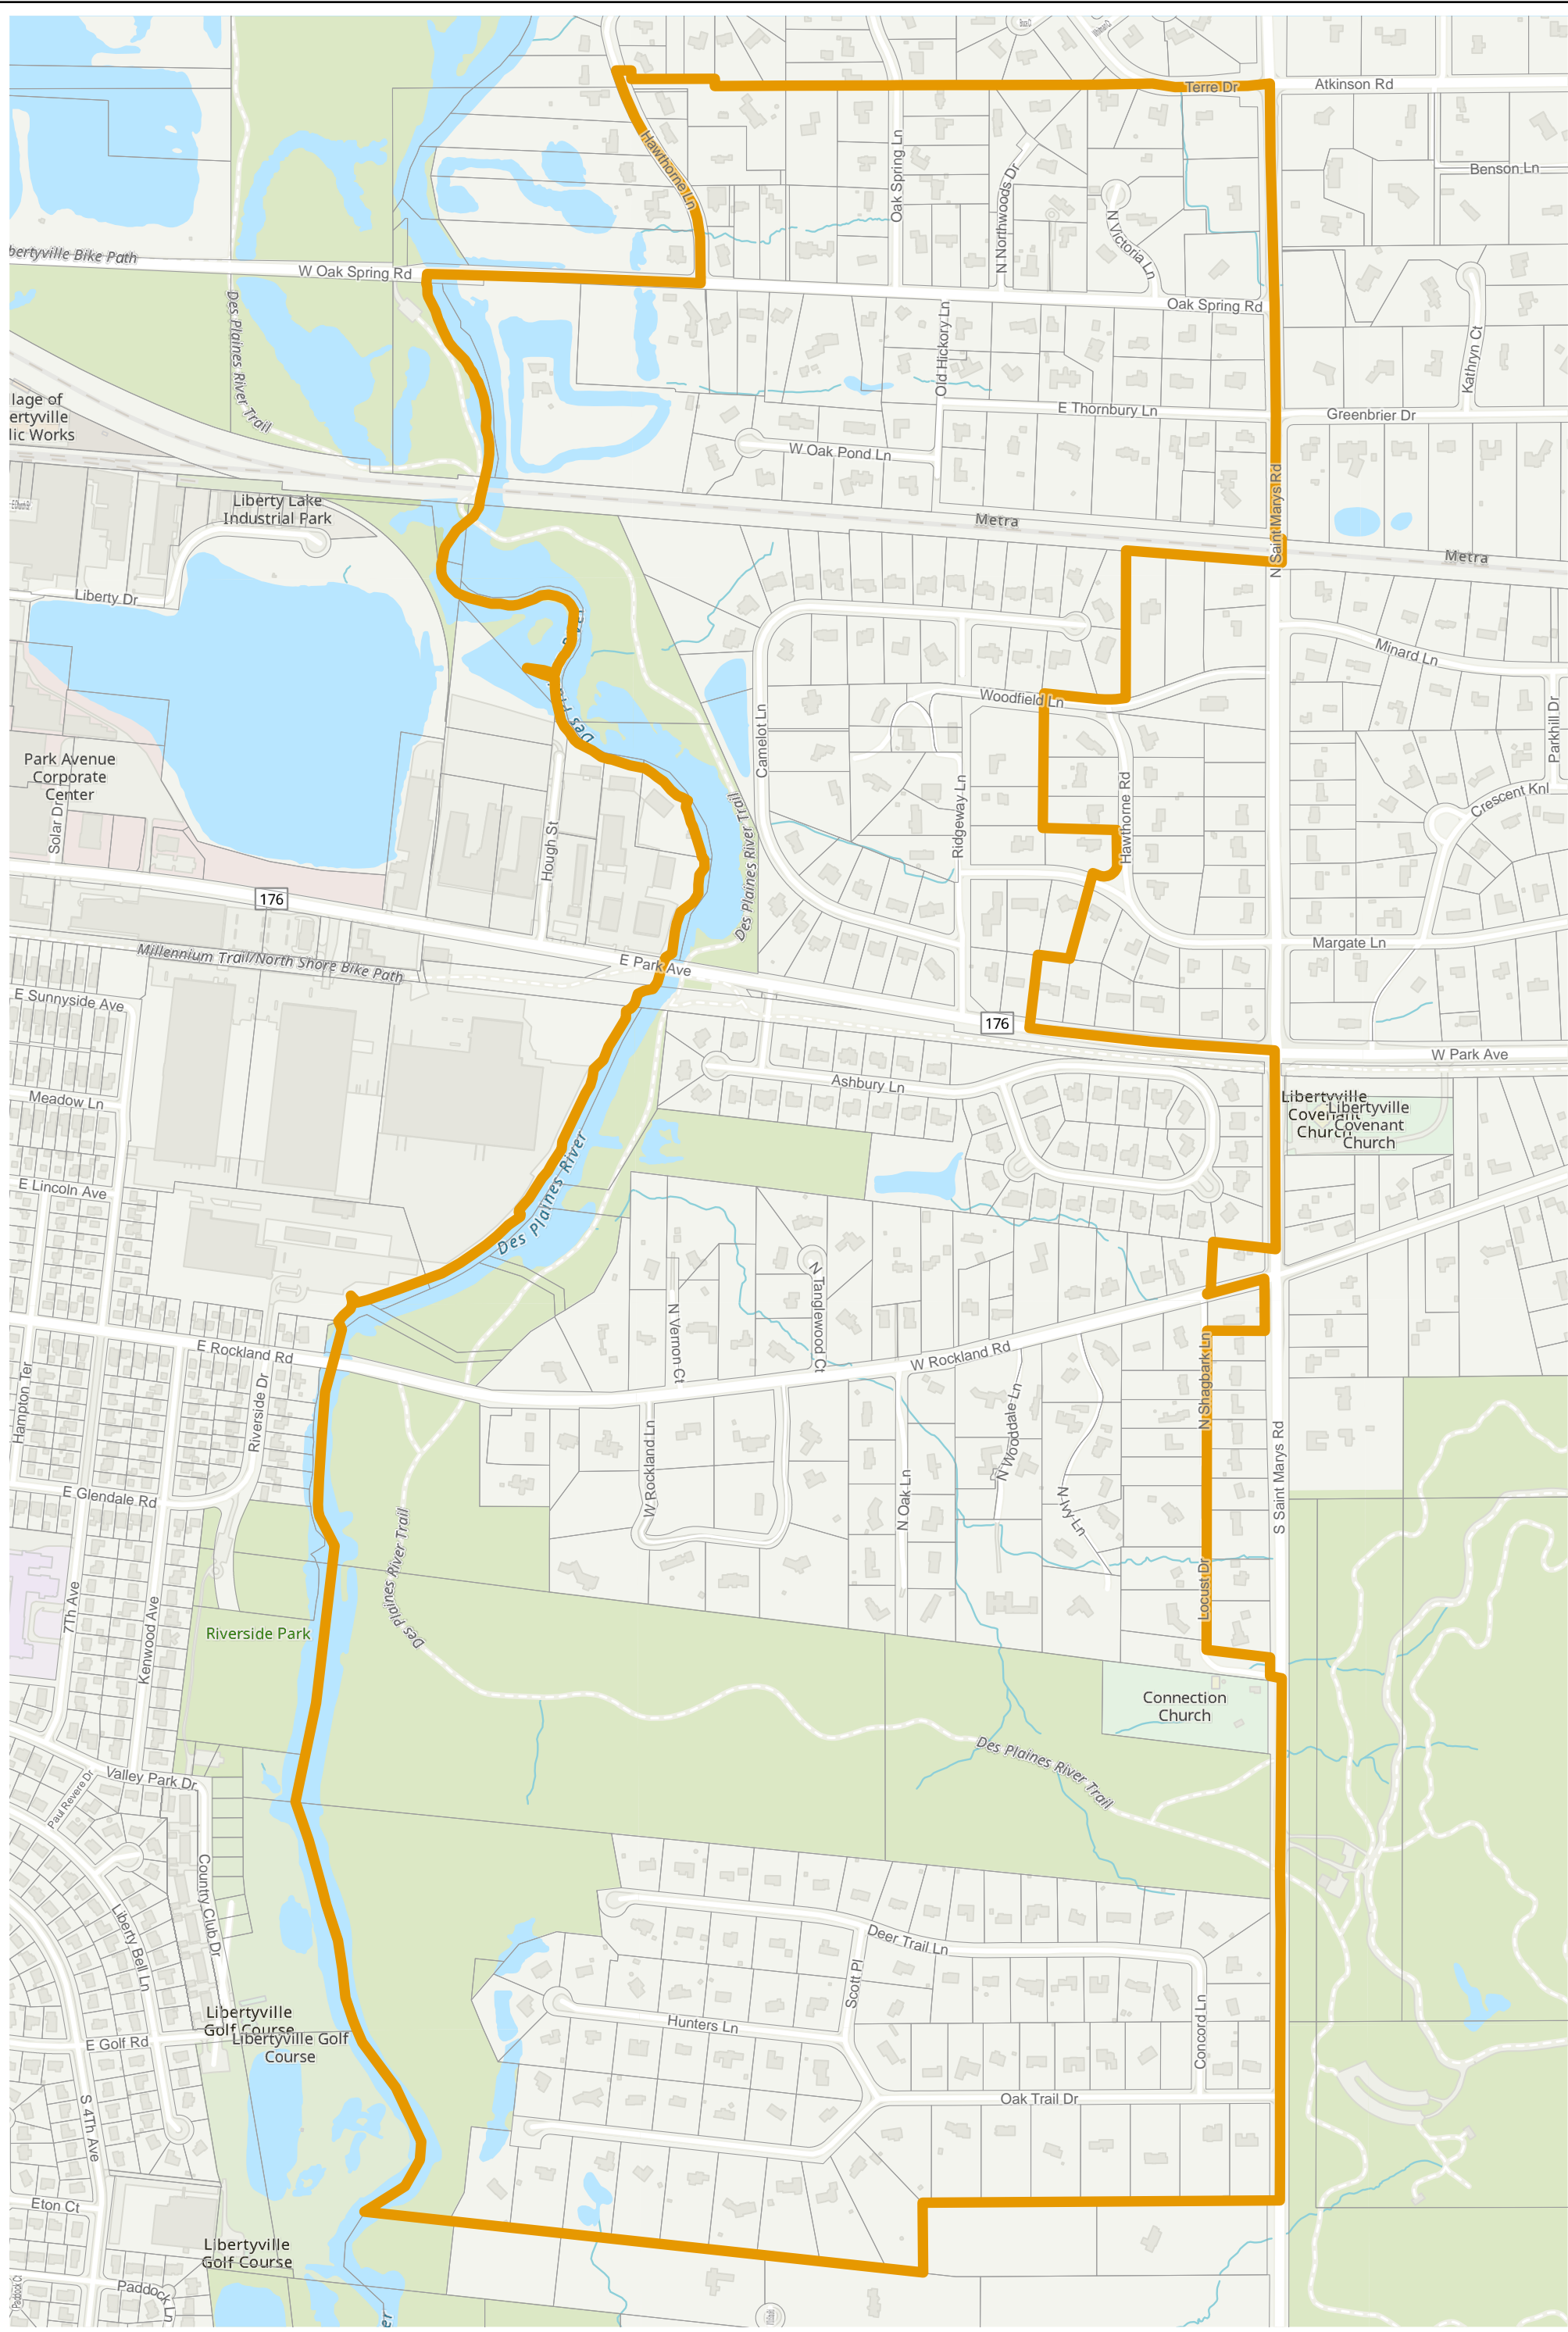 Terre Dr
Atkinson Rd
Hawthorne Ln
Oak Spring Ln
N Northwoods Dr
N Victoria Ln
Benson Ln
bertyville Bike Path
W Oak Spring Rd
Oak Spring Rd
Des Plaines River Trail
Old Hickory Ln
Kathryn Ct
E Thornbury Ln
Greenbrier Dr
lage of
ertyville
lic Works
W Oak Pond Ln
Liberty Lake
Industrial Park
Metra
N Saint Marys Rd
Metra
Liberty Dr
Minard Ln
Woodfield Ln
Camelot Ln
Parkhill Dr
Park Avenue
Corporate
Center
Solar Dr
Hough St
Des Plaines River Trail
Ridgeway Ln
Hawthorne Rd
Crescent Knl
176
Millennium Trail/North Shore Bike Path
E Park Ave
Margate Ln
E Sunnyside Ave
176
W Park Ave
Meadow Ln
Ashbury Ln
Libertyville
Covenant
Church
Libertyville
Covenant
Church
E Lincoln Ave
Des Plaines River
N Tanglewood Ct
N Vernon Ct
E Rockland Rd
W Rockland Rd
Hampton Ter
Riverside Dr
N Shagbark Ln
W Rockland Ln
N Wooddale Ln
N Oak Ln
N Ivy Ln
S Saint Marys Rd
E Glendale Rd
Des Plaines River Trail
7Th Ave
Kenwood Ave
Locust Dr
Riverside Park
Connection
Church
Des Plaines River Trail
Valley Park Dr
Paul Revere Dr
Country Club Dr
Liberty Bell Ln
Deer Trail Ln
Scott Pl
Concord Ln
Hunters Ln
Libertyville
Golf Course
Libertyville Golf
Course
E Golf Rd
Oak Trail Dr
S 4Th Ave
Eton Ct
Libertyville
Golf Course
Paddock Ln
Paddock Ct